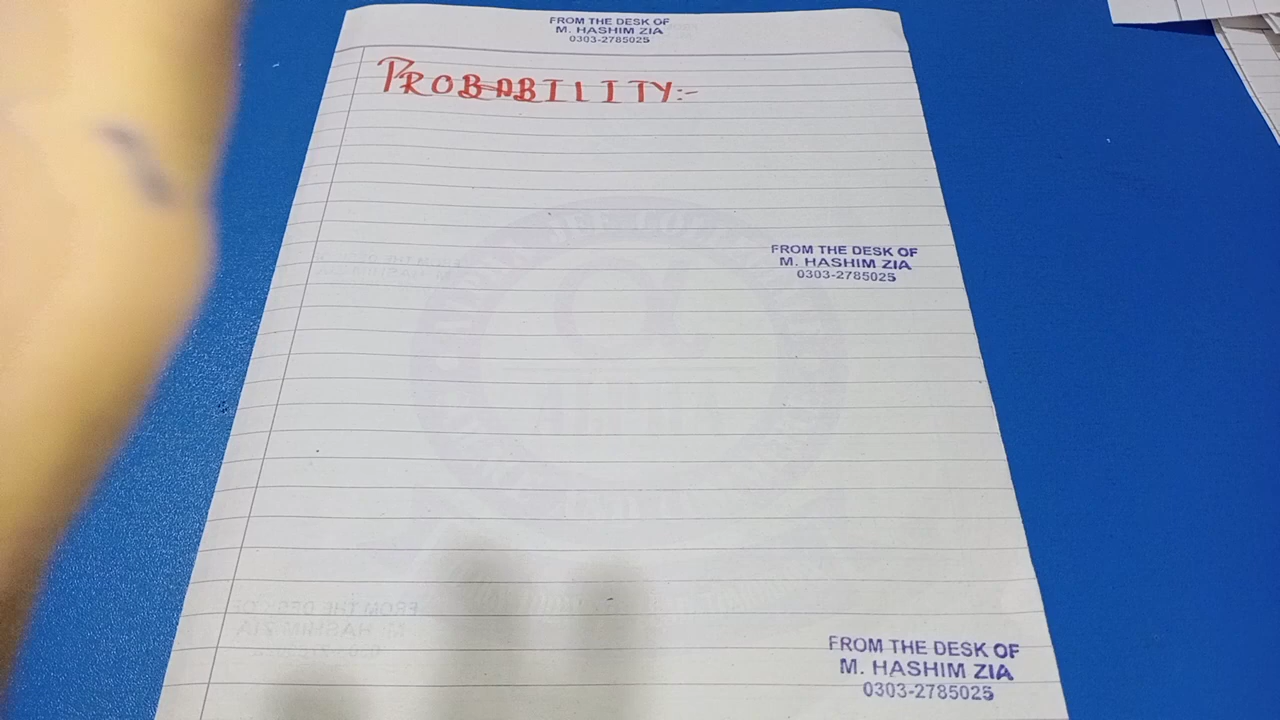 FROM THE DESK OF
M. HASHIM ZIA
0303-2785025
PROBABILITY:-
FROM THE DESK OF
M. HASHIM ZIA
0303-2785025
FROM THE DESK OF
M. HASHIM ZIA
0303-2785025